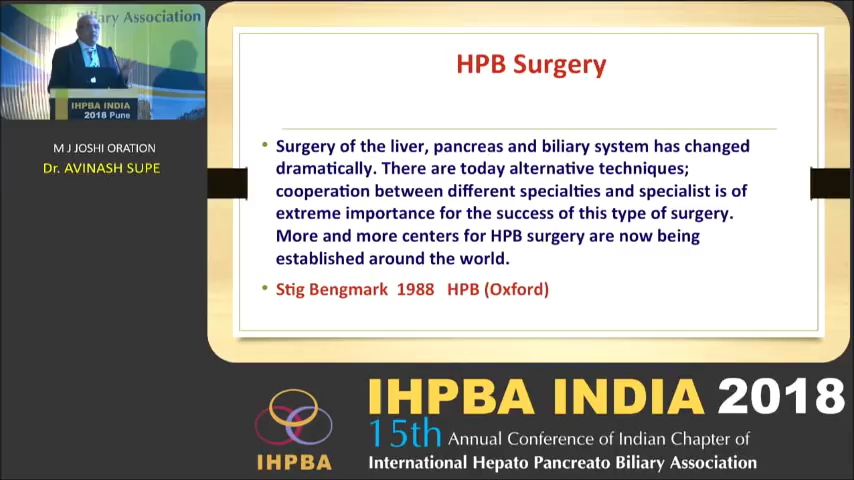 Biliary Association
IHPBA INDIA
2018 Pune
M J JOSHI ORATION
Dr. AVINASH SUPE
HPB Surgery
• Surgery of the liver, pancreas and biliary system has changed
dramatically. There are today alternative techniques;
cooperation between different specialties and specialist is of
extreme importance for the success of this type of surgery.
More and more centers for HPB surgery are now being
established around the world.
• Stig Bengmark 1988 HPB (Oxford)
IHPBA
IHPBA INDIA 2018
15th Annual Conference of Indian Chapter of
International Hepato Pancreato Biliary Association